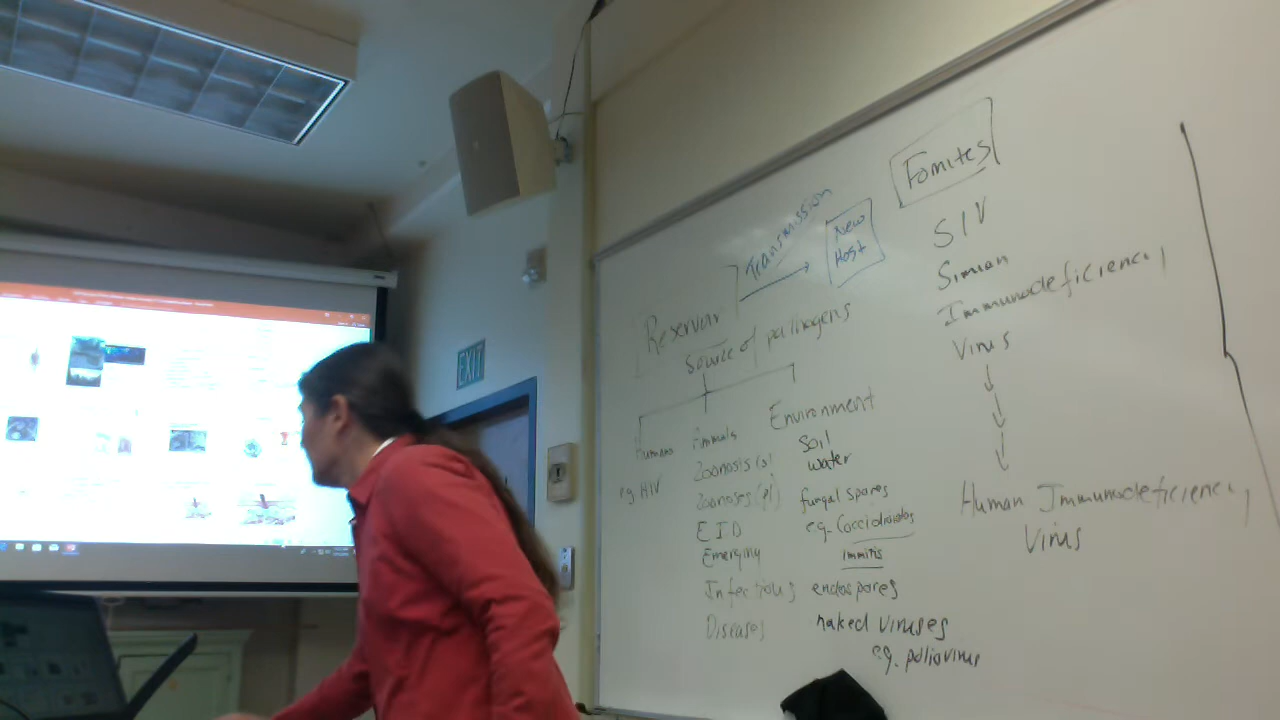 EXIT
Reservoir
Transmission
New
Host
source of pathogens
Humans
eg. HIV
Animals
Zoonosis(s)
Zoonoses(pl)
EID
Emerging
Infectious
Diseases
Environment
Soil
water
fungal spores
eg. Coccidioides
immitis
endospores
naked viruses
eg. poliovirus
Fomites
SIV
Simian
Immunodeficiency
Virus
Human Immunodeficiency
Virus